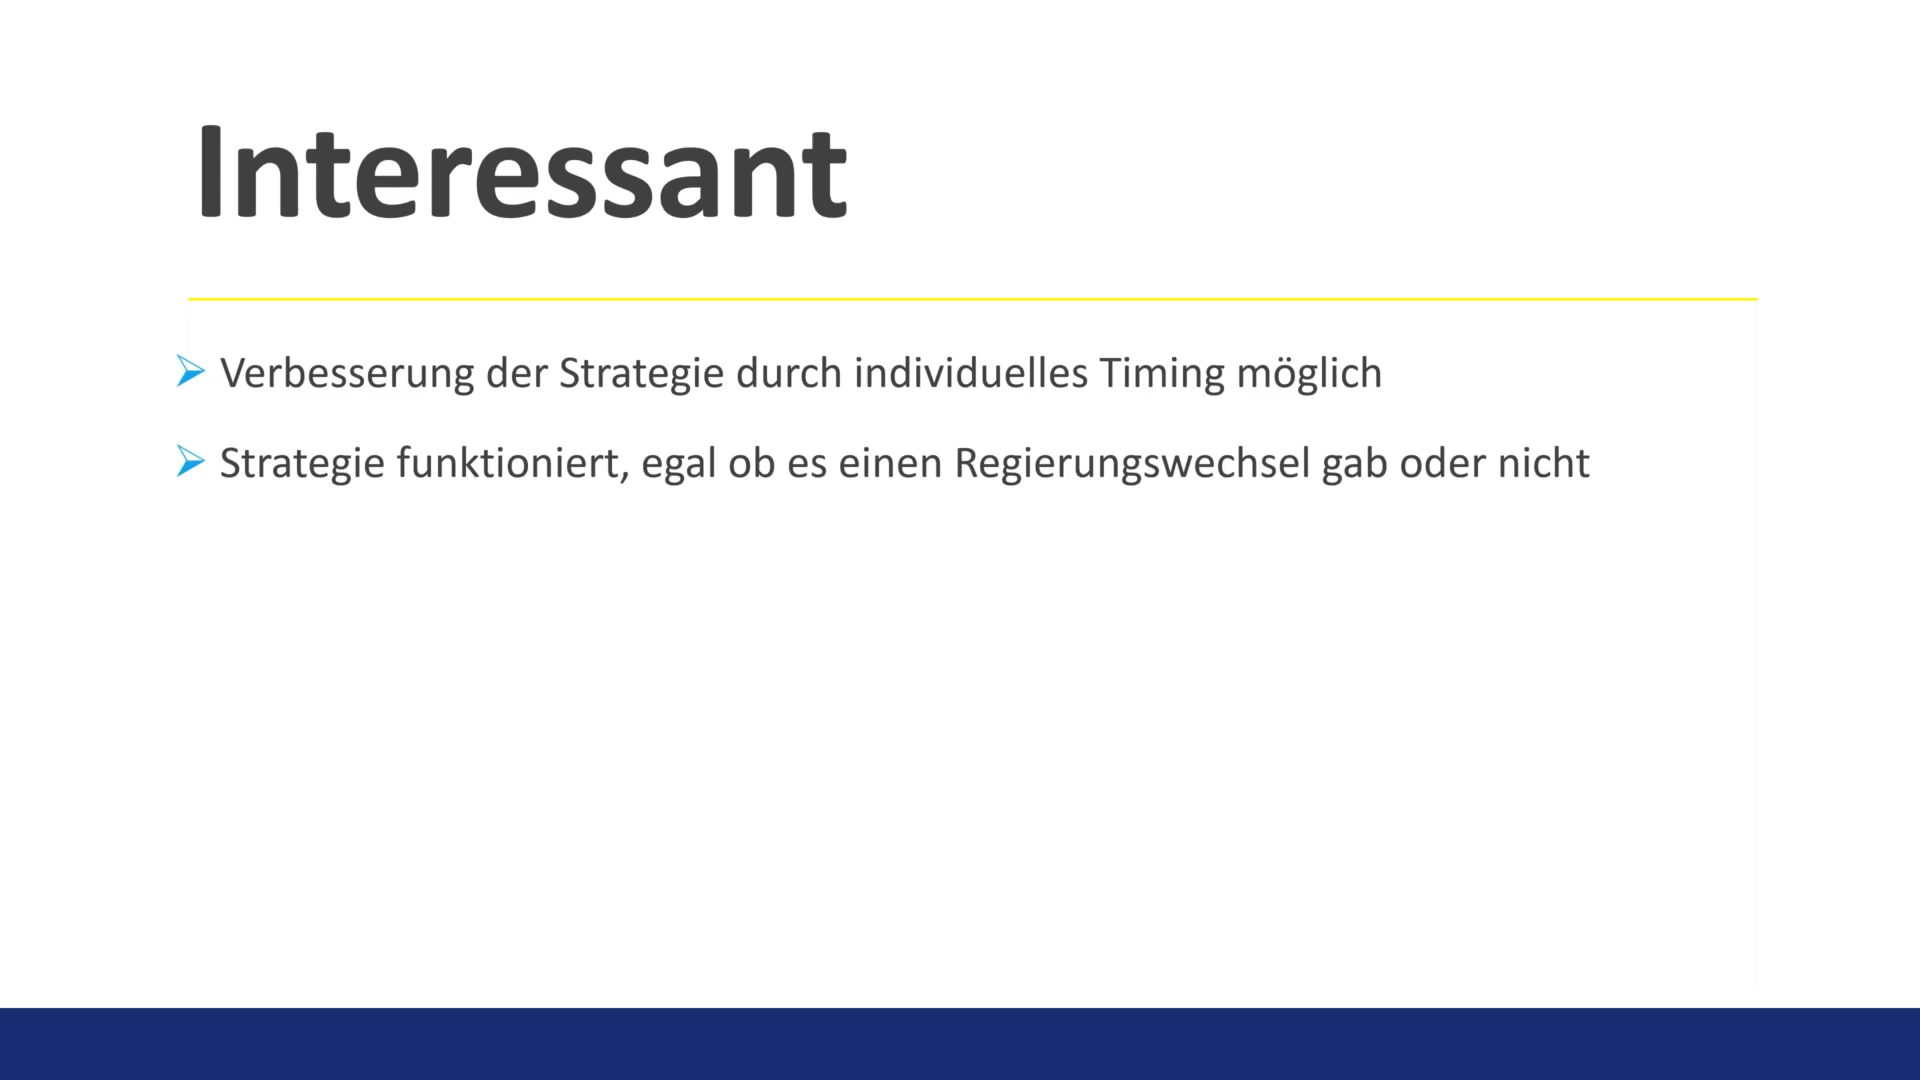 Interessant
Verbesserung der Strategie durch individuelles Timing möglich
Strategie funktioniert, egal ob es einen Regierungswechsel gab oder nicht